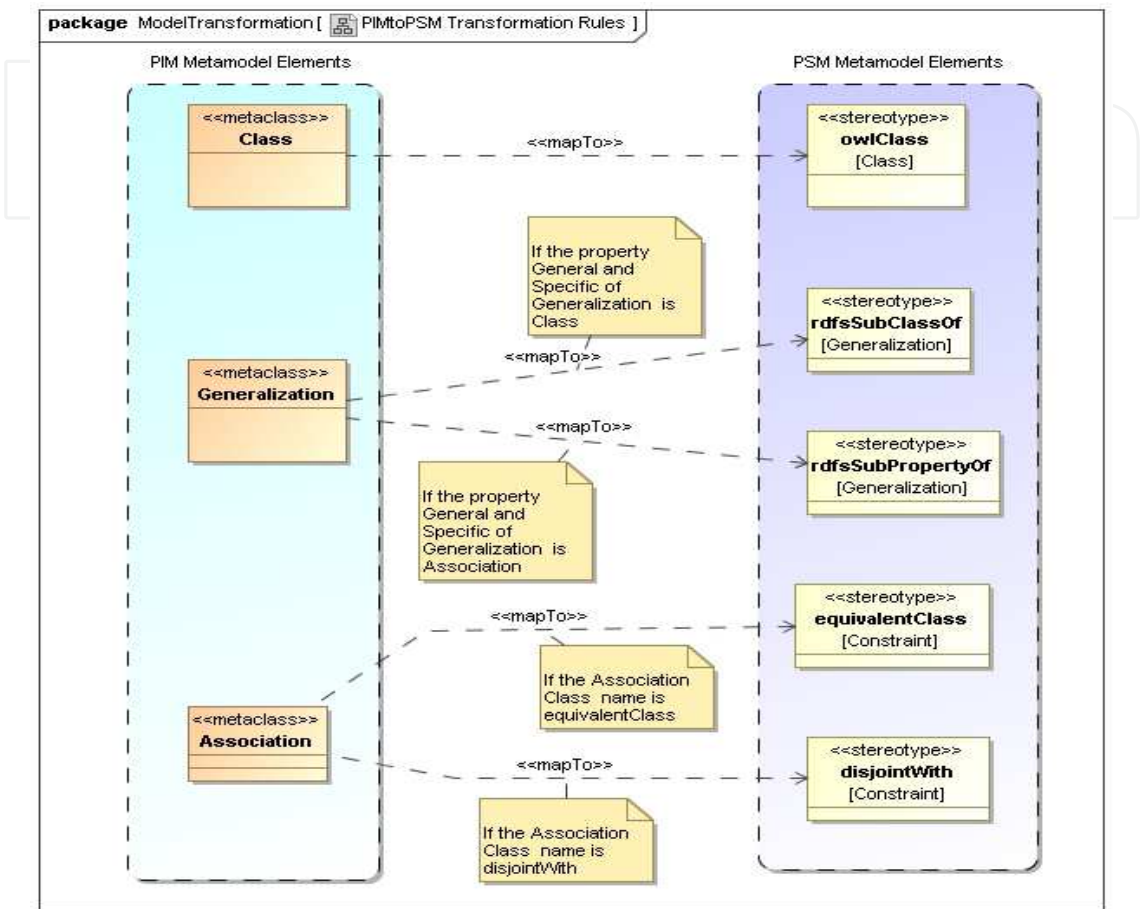 package ModelTransformation [ PIMtoPSM Transformation Rules ]
PIM Metamodel Elements
PSM Metamodel Elements
<<metaclass>>
Class
<<mapTo>>
<<stereotype>>
owlClass
[Class]
If the property
General and
Specific of
Generalization is
Class
<<metaclass>>
Generalization
<<mapTo>>
<<stereotype>>
rdfsSubClassOf
[Generalization]
<<mapTo>>
<<stereotype>>
rdfsSubPropertyOf
[Generalization]
If the property
General and
Specific of
Generalization is
Association
<<mapTo>>
<<stereotype>>
equivalentClass
[Constraint]
If the Association
Class name is
equivalentClass
<<metaclass>>
Association
<<mapTo>>
<<stereotype>>
disjointWith
[Constraint]
If the Association
Class name is
disjointWith